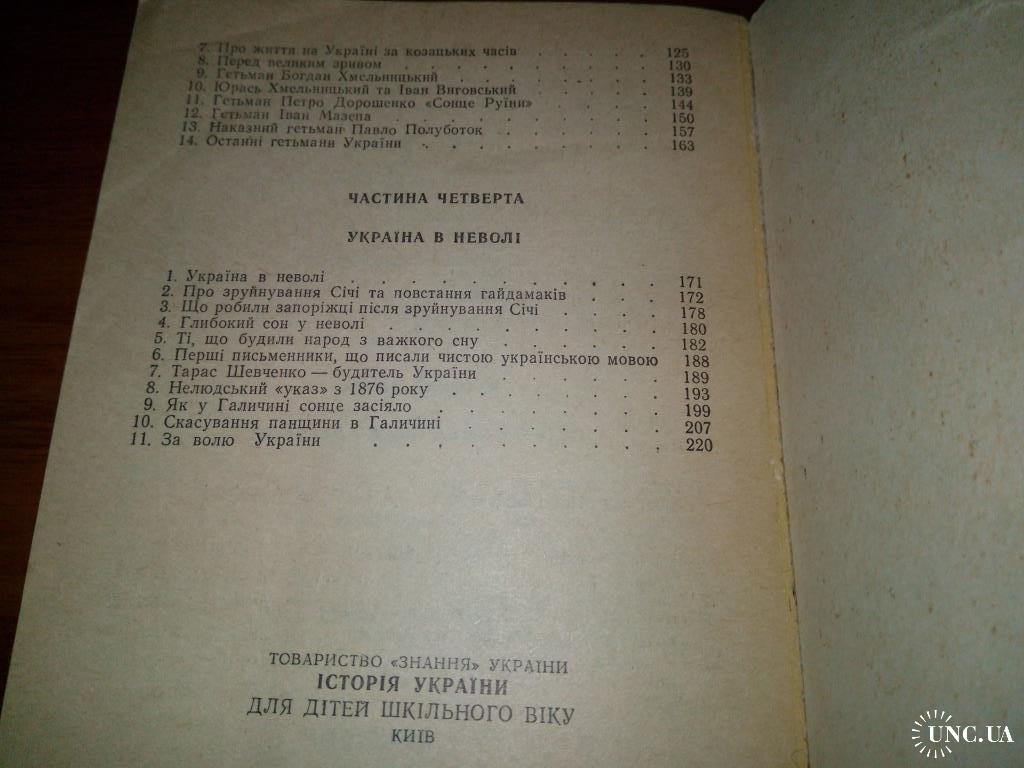 7. Про життя на Україні за козацьких часів . . . . . 125
8. Перед великим зривом . . . . . . . . 130
9. Гетьман Богдан Хмельницький . . . . . . 133
10. Юрась Хмельницький та Іван Виговський . . . . 139
11. Гетьман Петро Дорошенко «Сонце Руїни» . . . . 144
12. Гетьман Іван Мазепа . . . . . . . . 150
13. Наказний гетьман Павло Полуботок . . . . . 157
14. Останні гетьмани України . . . . . . . . 163
ЧАСТИНА ЧЕТВЕРТА
УКРАЇНА В НЕВОЛІ
1. Україна в неволі . . . . . . . . . . 171
2. Про зруйнування Січі та повстання гайдамаків . . . 172
3. Що робили запоріжці після зруйнування Січі . . . . 178
4. Глибокий сон у неволі . . . . . . . . . 180
5. Ті, що будили народ з важкого сну . . . . . 182
6. Перші письменники, що писали чистою українською мовою 188
7. Тарас Шевченко — будитель України . . . . . 189
8. Нелюдський «указ» з 1876 року . . . . . . . 193
9. Як у Галичині сонце засіяло . . . . . . . 199
10. Скасування панщини в Галичині . . . . . . 207
11. За волю України . . . . . . . . . 220
ТОВАРИСТВО «ЗНАННЯ» УКРАЇНИ
ІСТОРІЯ УКРАЇНИ
ДЛЯ ДІТЕЙ ШКІЛЬНОГО ВІКУ
КИЇВ
UNC.UA